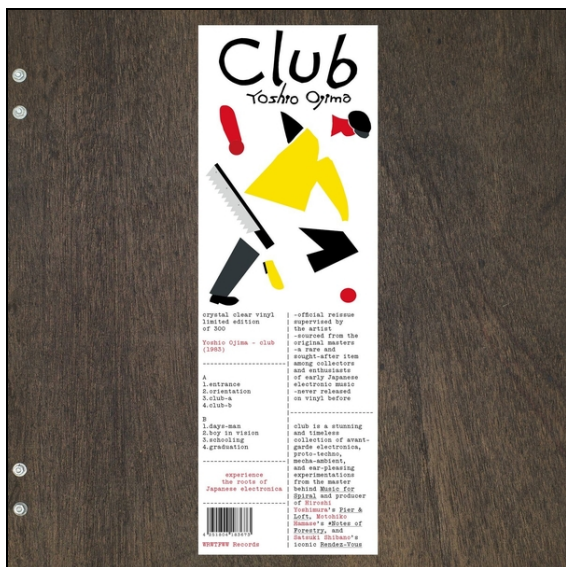 Club
Yoshio Ojima
crystal clear vinyl
limited edition
of 300
Yoshio Ojima - club
(1983)
A
1.entrance
2.orientation
3.club-a
4.club-b
B
1.days-man
2.boy in vision
3.schooling
4.graduation
experience
the roots of
Japanese electronica
WRWTFWW Records
-official reissue
supervised by
the artist
-sourced from the
original masters
-a rare and
sought-after item
among collectors
and enthusiasts
of early Japanese
electronic music
-never released
on vinyl before
club is a stunning
and timeless
collection of avant-
garde electronica,
proto-techno,
mecha-ambient,
and ear-pleasing
experimentations
from the master
behind Music for
Spiral and producer
of Hiroshi
Yoshimura's Pier &
Loft, Motohiko
Hamase's #Notes of
Forestry, and
Satsuki Shibano's
iconic Rendez-Vous